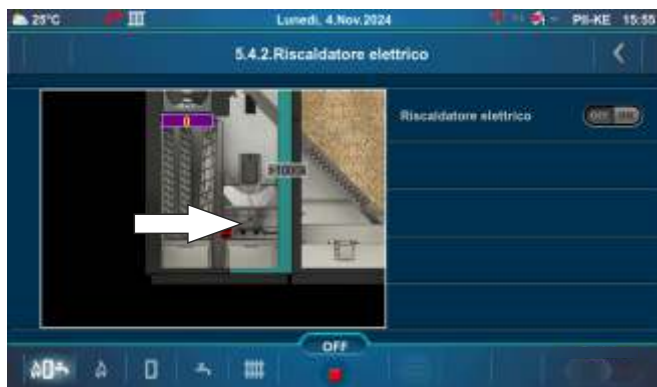 25°C Lunedì, 4.Nov.2024 PII-KE 15:55
5.4.2.Riscaldatore elettrico
0
Riscaldatore elettrico
OFF